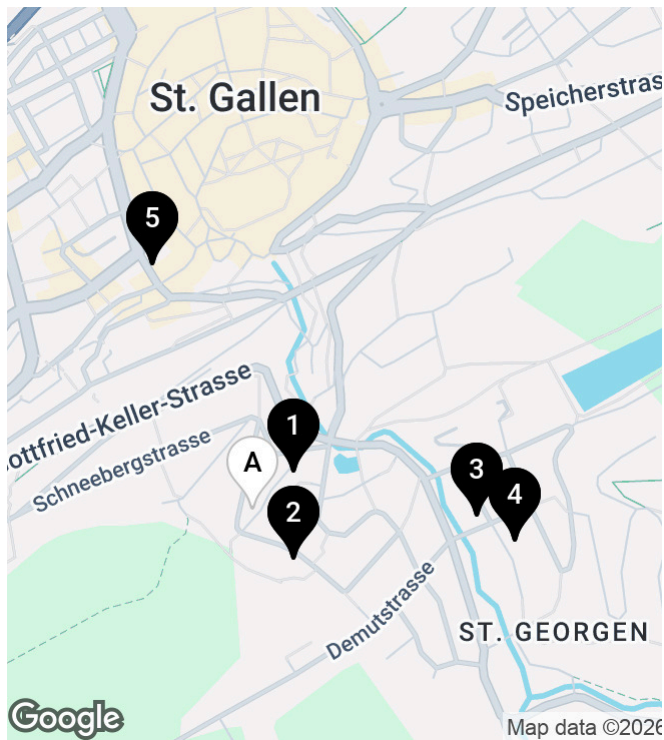 St. Gallen
Speicherstras
5
ottfried-Keller-Strasse
Schneebergstrasse
1
A
2
3
4
Demutstrasse
ST. GEORGEN
Google
Map data ©2026